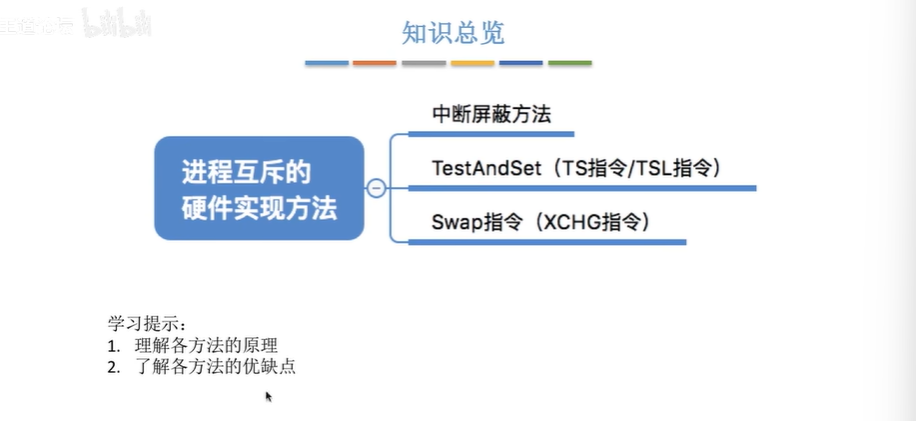 bilibili
知识总览
进程互斥的
硬件实现方法
中断屏蔽方法
TestAndSet（TS指令/TSL指令）
Swap指令（XCHG指令）
学习提示：
1. 理解各方法的原理
2. 了解各方法的优缺点